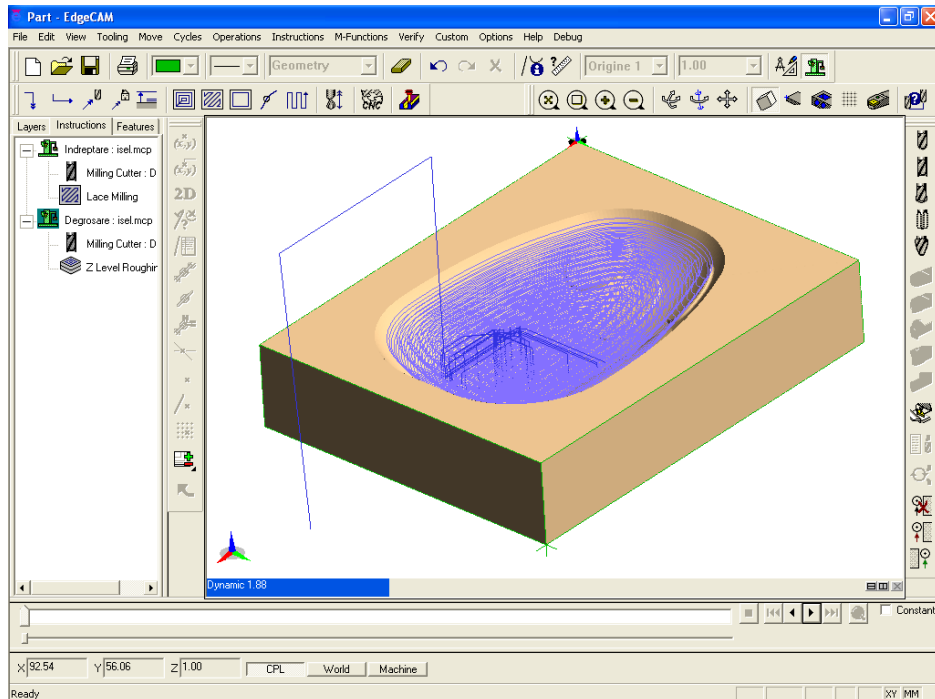 Part - EdgeCAM
File Edit View Tooling Move Cycles Operations Instructions M-Functions Verify Custom Options Help Debug
Geometry Origine 1 1.00
Layers Instructions Features
Indreptare : isel.mcp
Milling Cutter : D
Lace Milling
Degrosare : isel.mcp
Milling Cutter : D
Z Level Roughir
2D
Dynamic 1.88
Constant
X 92.54 Y 56.06 Z 1.00 CPL World Machine
Ready XY MM